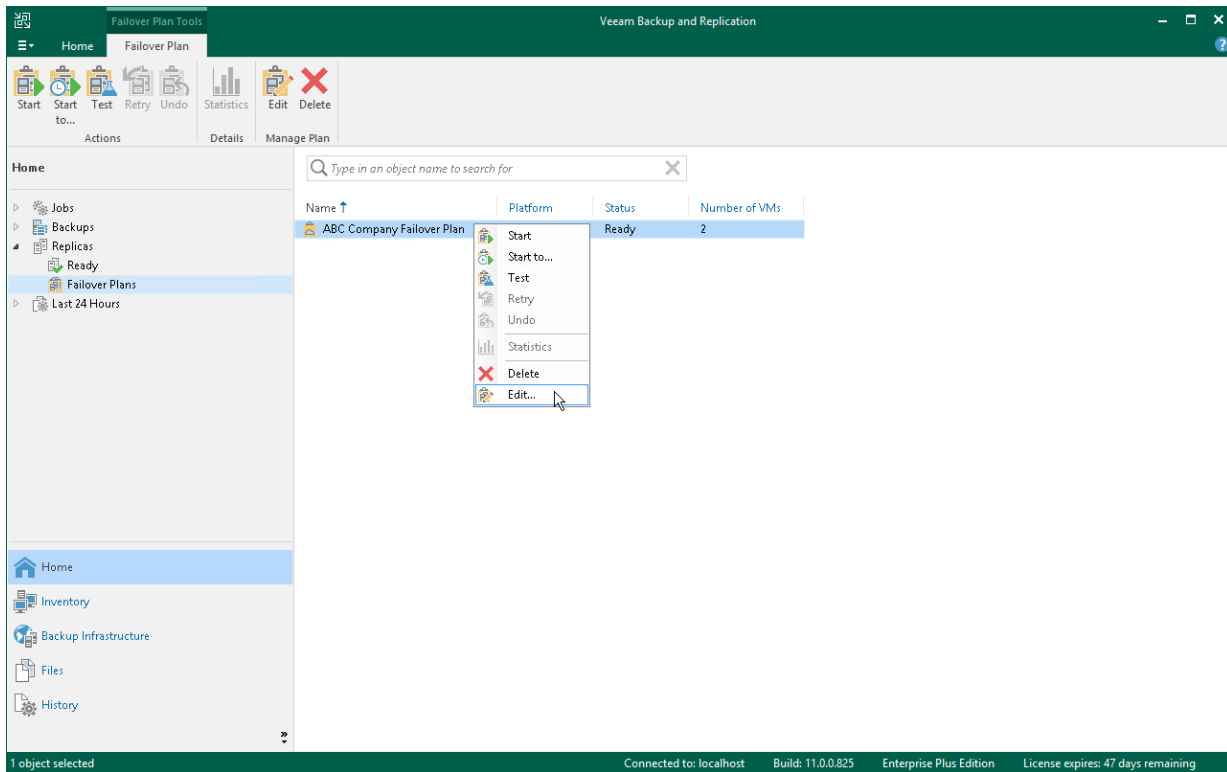 Failover Plan Tools
Veeam Backup and Replication
Home
Failover Plan
Start
Start to...
Test
Retry
Undo
Statistics
Edit
Delete
Actions
Details
Manage Plan
Home
Type in an object name to search for
Jobs
Backups
Replicas
Ready
Failover Plans
Last 24 Hours
Name
Platform
Status
Number of VMs
ABC Company Failover Plan
Ready
2
Start
Start to...
Test
Retry
Undo
Statistics
Delete
Edit...
Home
Inventory
Backup Infrastructure
Files
History
1 object selected
Connected to: localhost
Build: 11.0.0.825
Enterprise Plus Edition
License expires: 47 days remaining